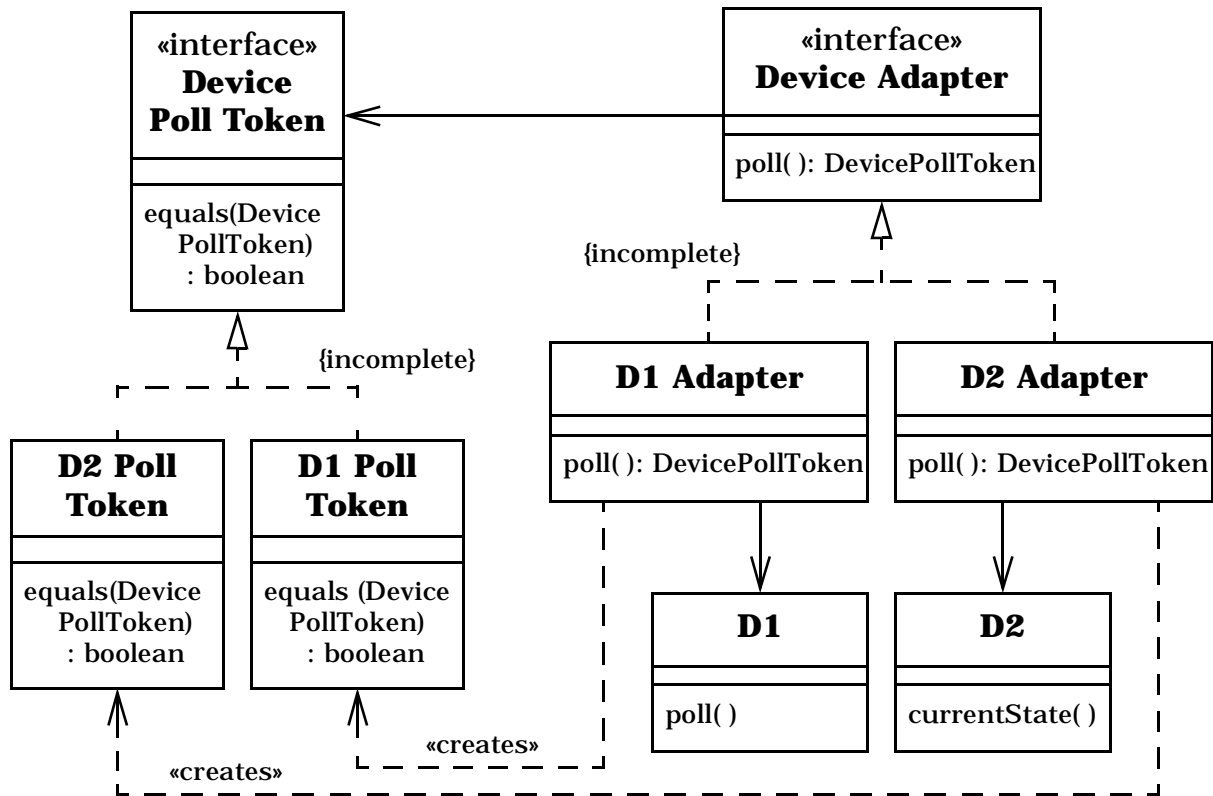 «interface»
Device
Poll Token
equals(Device
PollToken)
: boolean
«interface»
Device Adapter
poll( ): DevicePollToken
{incomplete}
{incomplete}
D1 Adapter
poll( ): DevicePollToken
D2 Adapter
poll( ): DevicePollToken
D2 Poll
Token
equals(Device
PollToken)
: boolean
D1 Poll
Token
equals (Device
PollToken)
: boolean
D1
poll( )
D2
currentState( )
«creates»
«creates»